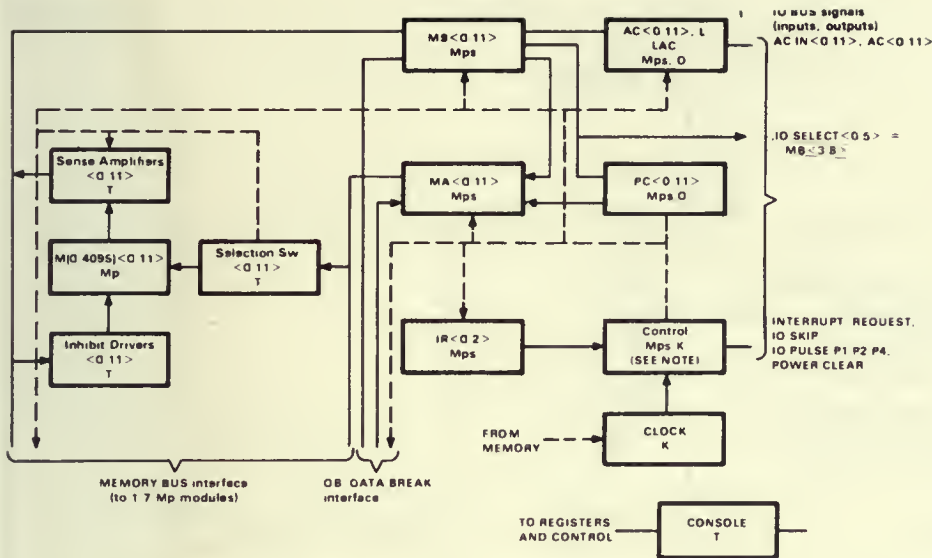 IO BUS signals
(inputs, outputs)
AC IN<0 11>, AC<0 11>
MB<0 11>
Mps
AC<0 11>, L
LAC
Mps, D
IO SELECT<0 5> =
MB<3 8>
Sense Amplifiers
<0 11>
T
MA<0 11>
Mps
PC<0 11>
Mps D
M(0 4095)<0 11>
Mp
Selection Sw
<0 11>
T
Inhibit Drivers
<0 11>
T
IR<0 2>
Mps
Control
Mps K
(SEE NOTE)
INTERRUPT REQUEST,
IO SKIP
IO PULSE P1 P2 P4,
POWER CLEAR
FROM
MEMORY
CLOCK
K
MEMORY BUS interface
(to 1 7 Mp modules)
OB DATA BREAK
interface
TO REGISTERS
AND CONTROL
CONSOLE
T